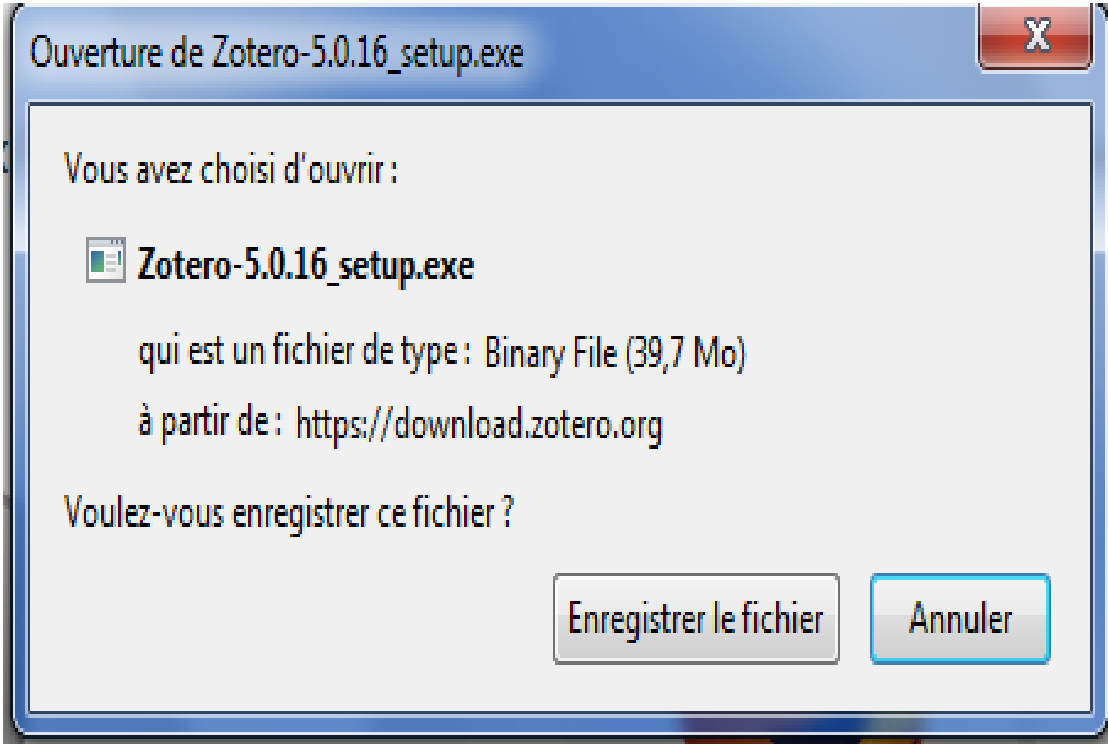 Ouverture de Zotero-5.0.16_setup.exe
Vous avez choisi d'ouvrir :
Zotero-5.0.16_setup.exe
qui est un fichier de type : Binary File (39,7 Mo)
à partir de : https://download.zotero.org
Voulez-vous enregistrer ce fichier ?
Enregistrer le fichier Annuler